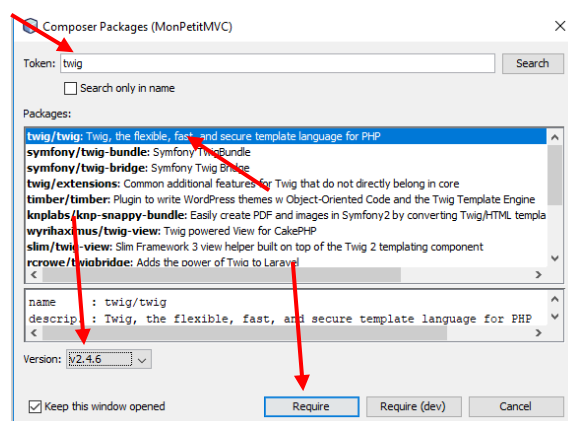 Composer Packages (MonPetitMVC)
Token: twig Search
Search only in name
Packages:
twig/twig: Twig, the flexible, fast, and secure template language for PHP
symfony/twig-bundle: Symfony TwigBundle
symfony/twig-bridge: Symfony Twig Bridge
twig/extensions: Common additional features for Twig that do not directly belong in core
timber/timber: Plugin to write WordPress themes w Object-Oriented Code and the Twig Template Engine
knplabs/knp-snappy-bundle: Easily create PDF and images in Symfony2 by converting Twig/HTML templa
wyrihaximus/twig-view: Twig powered View for CakePHP
slim/twig-view: Slim Framework 3 view helper built on top of the Twig 2 templating component
rcrowe/twigbridge: Adds the power of Twig to Laravel
name : twig/twig
descrip. : Twig, the flexible, fast, and secure template language for PHP
Version: v2.4.6
Keep this window opened Require Require (dev) Cancel